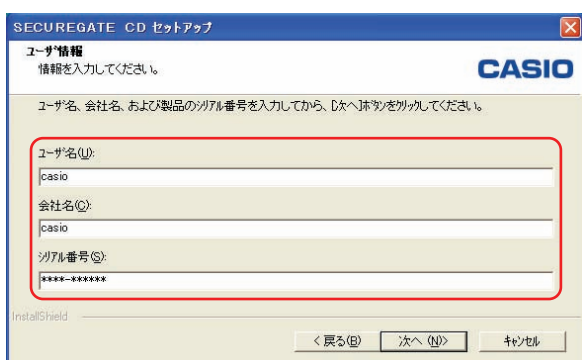 SECUREGATE CD セットアップ
ユーザ情報
情報を入力してください。
CASIO
ユーザ名、会社名、および製品のシリアル番号を入力してから、[次へ]ボタンをクリックしてください。
ユーザ名(U):
casio
会社名(C):
casio
シリアル番号(S):
****-******
InstallShield
< 戻る(B)
次へ (N)>
キャンセル